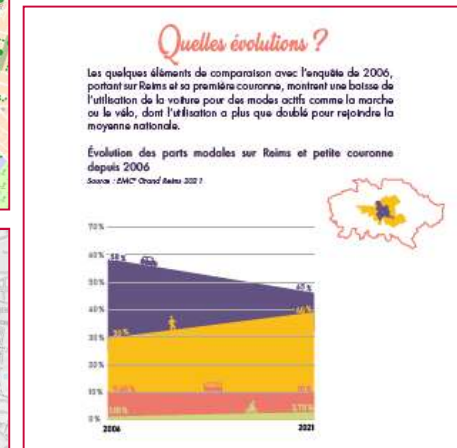 Quelles évolutions ?
Les quelques éléments de comparaison avec l'enquête de 2006,
portant sur Reims et sa première couronne, montrent une baisse de
l'utilisation de la voiture pour des modes actifs comme la marche
ou le vélo, dont l'utilisation a plus que doublé pour rejoindre la
moyenne nationale.
Évolution des parts modales sur Reims et petite couronne
depuis 2006
Source : EMC² Grand Reims 2021
70%
60%
58%
50%
40%
40%
30%
30%
20%
10%
0%
2006
2021